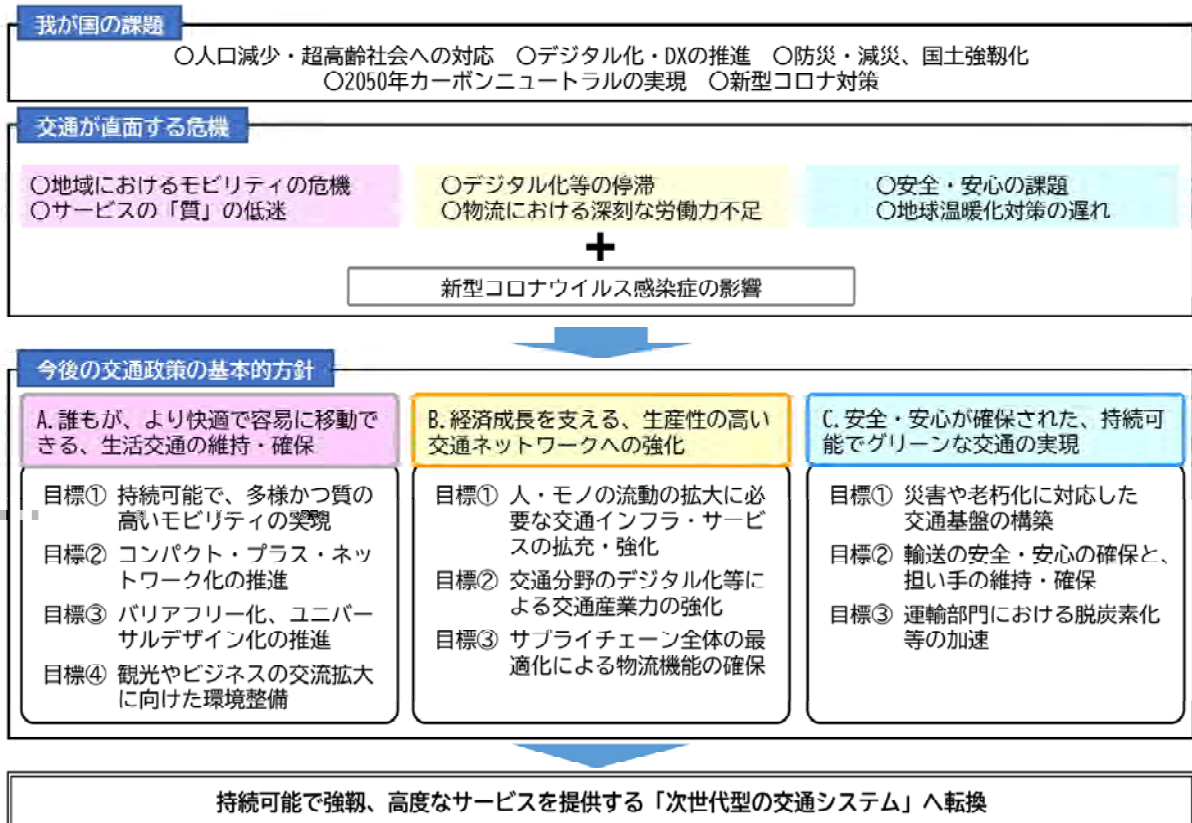 我が国の課題
○人口減少・超高齢社会への対応 ○デジタル化・DXの推進 ○防災・減災、国土強靱化
○2050年カーボンニュートラルの実現 ○新型コロナ対策
交通が直面する危機
○地域におけるモビリティの危機
○サービスの「質」の低迷
○デジタル化等の停滞
○物流における深刻な労働力不足
○安全・安心の課題
○地球温暖化対策の遅れ
+
新型コロナウイルス感染症の影響
今後の交通政策の基本的方針
A.誰もが、より快適で容易に移動で
きる、生活交通の維持・確保
目標① 持続可能で、多様かつ質の
高いモビリティの実現
目標② コンパクト・プラス・ネッ
トワーク化の推進
目標③ バリアフリー化、ユニバー
サルデザイン化の推進
目標④ 観光やビジネスの交流拡大
に向けた環境整備
B.経済成長を支える、生産性の高い
交通ネットワークへの強化
目標① 人・モノの流動の拡大に必
要な交通インフラ・サービ
スの拡充・強化
目標② 交通分野のデジタル化等に
よる交通産業力の強化
目標③ サプライチェーン全体の最
適化による物流機能の確保
C.安全・安心が確保された、持続可
能でグリーンな交通の実現
目標① 災害や老朽化に対応した
交通基盤の構築
目標② 輸送の安全・安心の確保と、
担い手の維持・確保
目標③ 運輸部門における脱炭素化
等の加速
持続可能で強靱、高度なサービスを提供する「次世代型の交通システム」へ転換